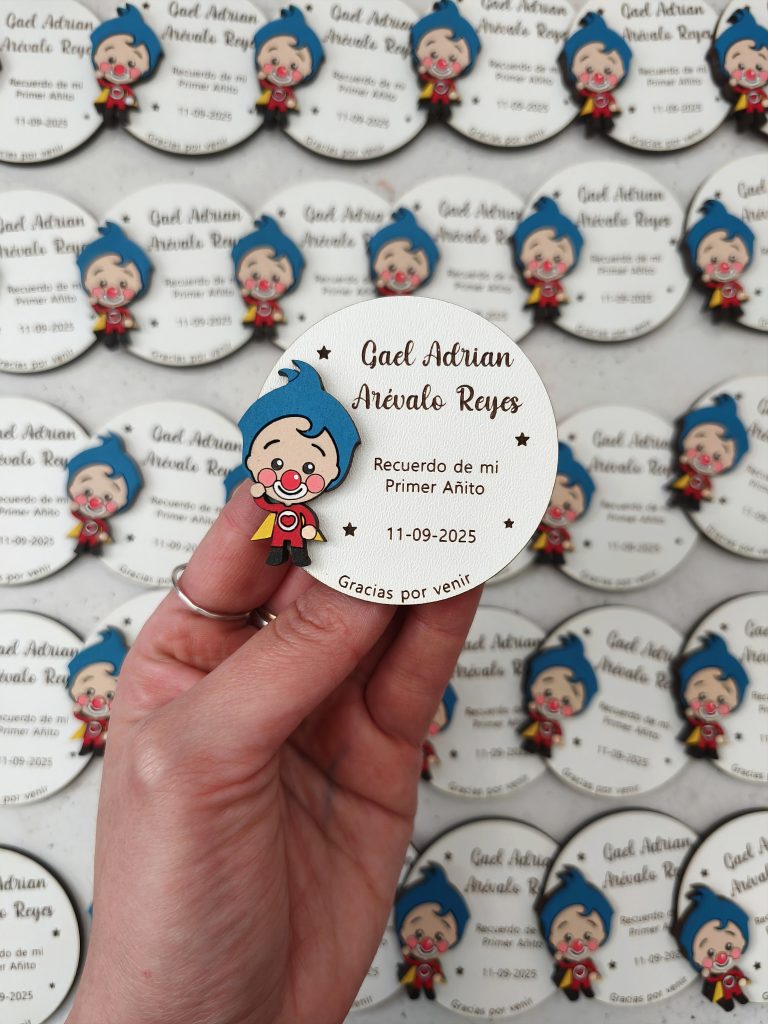 Gael Adrian
Arévalo Reyes
Recuerdo de mi
Primer Añito
11-09-2025
Gracias por venir